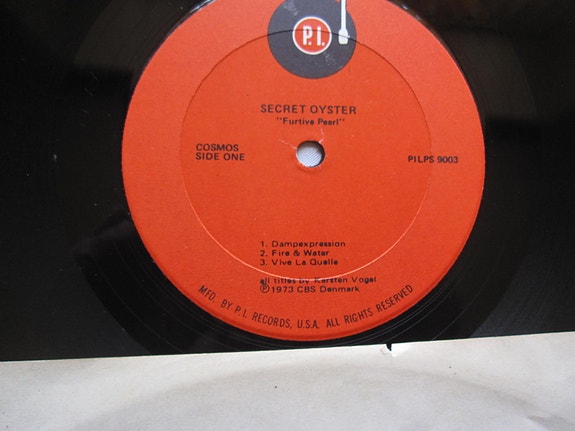 P.I.
SECRET OYSTER
"Furtive Pearl"
COSMOS
SIDE ONE
PILPS 9003
1. Dampexpression
2. Fire & Water
3. Vive La Quelle
all titles by Karsten Vogel
Ⓟ1973 CBS Denmark
MFD. BY P.I. RECORDS, U.S.A. ALL RIGHTS RESERVED